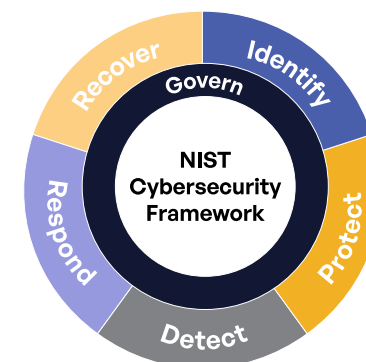 Recover
Identify
Govern
NIST
Cybersecurity
Framework
Respond
Protect
Detect